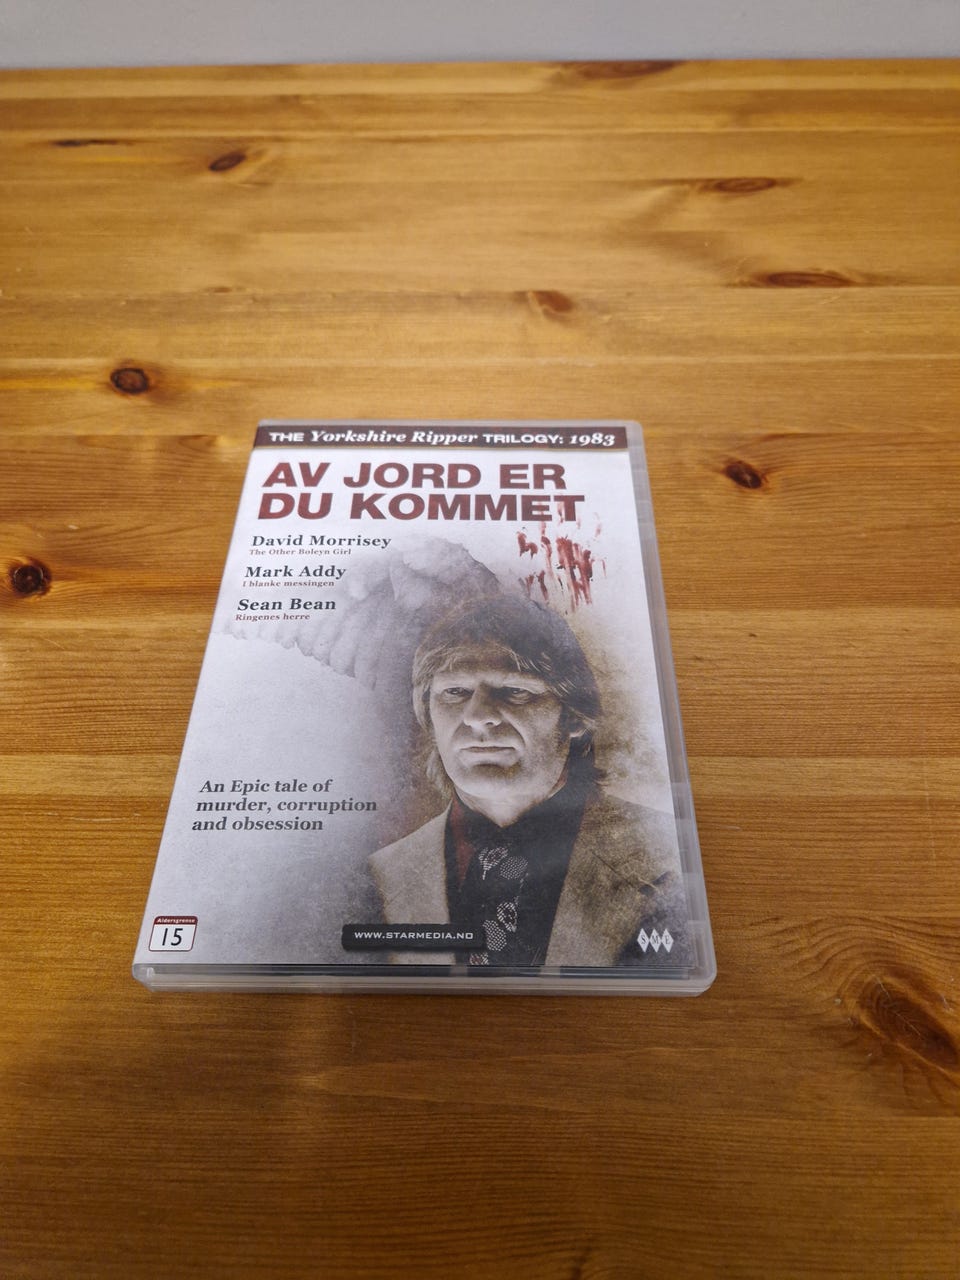 THE Yorkshire Ripper TRILOGY: 1983
AV JORD ER
DU KOMMET
David Morrisey
The Other Boleyn Girl
Mark Addy
I blanke messingen
Sean Bean
Ringenes herre
An Epic tale of
murder, corruption
and obsession
Aldersgrense
15
WWW.STARMEDIA.NO
SME